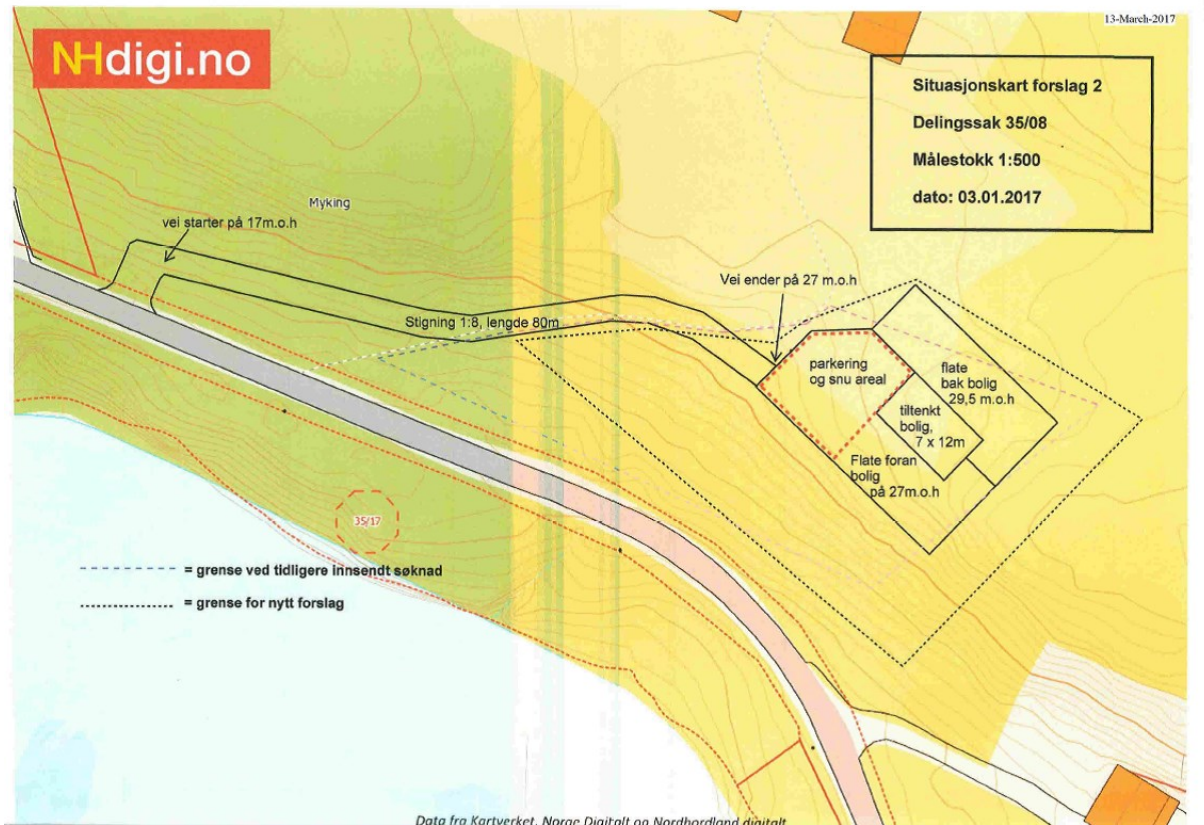 13-March-2017
NHdigi.no
Situasjonskart forslag 2
Delingssak 35/08
Målestokk 1:500
dato: 03.01.2017
Myking
vei starter på 17m.o.h
Vei ender på 27 m.o.h
Stigning 1:8, lengde 80m
parkering
og snu areal
flate
bak bolig
29,5 m.o.h
tiltenkt
bolig,
7 x 12m
Flate foran
bolig
på 27m.o.h
35/17
= grense ved tidligere innsendt søknad
= grense for nytt forslag
Data fra Kartverket, Norge Digitalt og Nordhordland digitalt